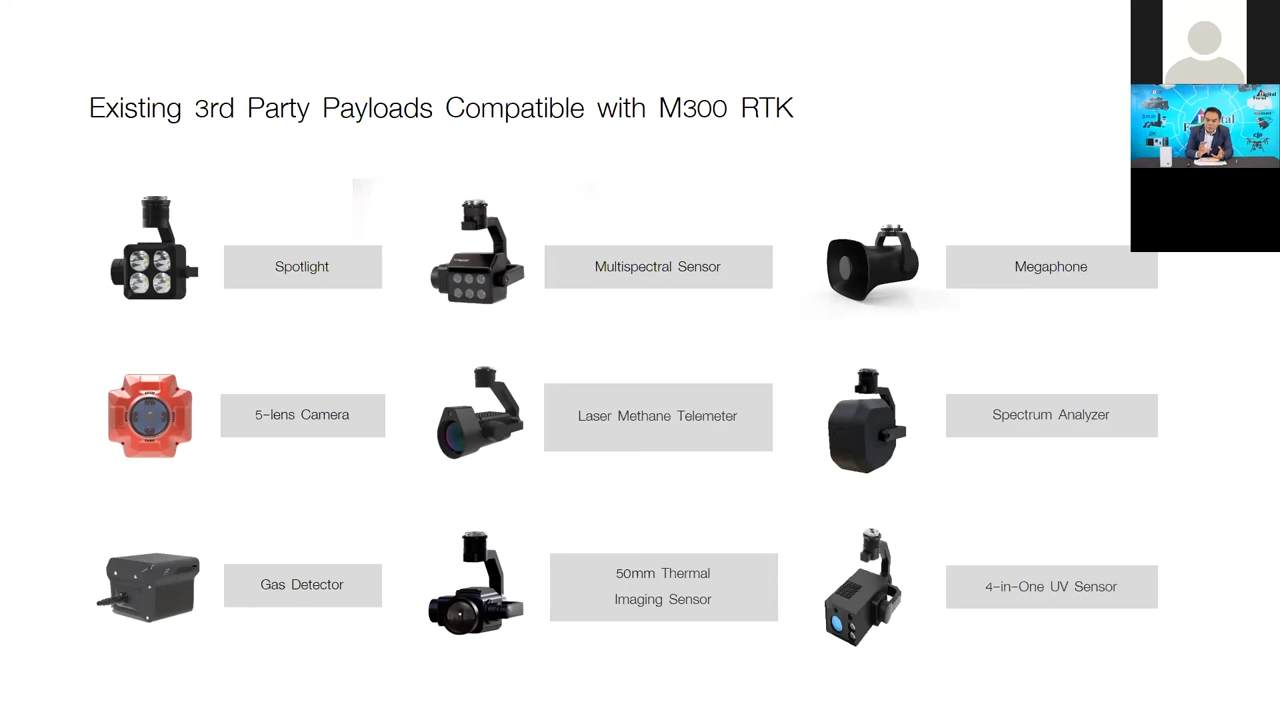 Existing 3rd Party Payloads Compatible with M300 RTK
Spotlight
Multispectral Sensor
Megaphone
5-lens Camera
Laser Methane Telemeter
Spectrum Analyzer
Gas Detector
50mm Thermal
Imaging Sensor
4-in-One UV Sensor